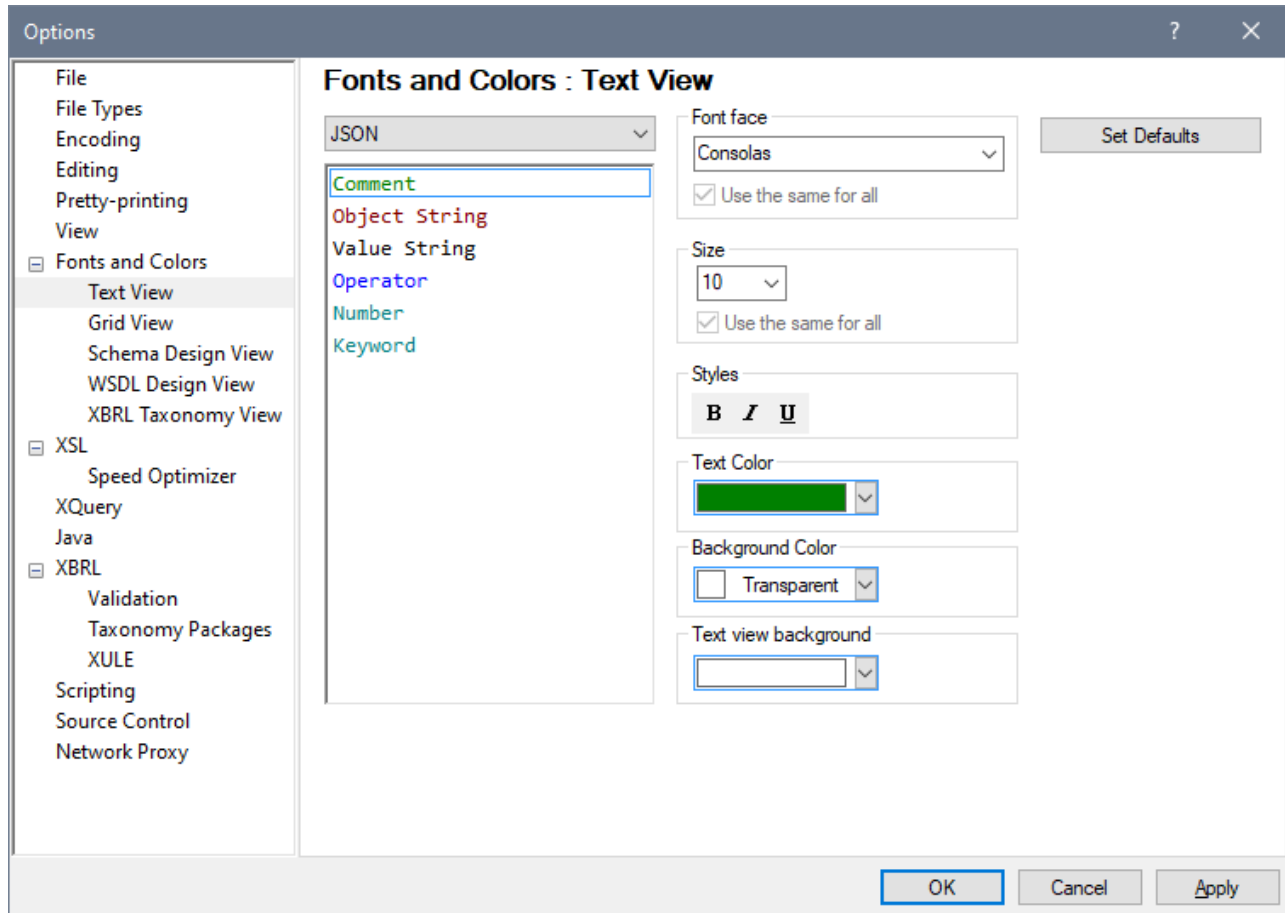 Options
?
File
File Types
Encoding
Editing
Pretty-printing
View
Fonts and Colors
Text View
Grid View
Schema Design View
WSDL Design View
XBRL Taxonomy View
XSL
Speed Optimizer
XQuery
Java
XBRL
Validation
Taxonomy Packages
XULE
Scripting
Source Control
Network Proxy
Fonts and Colors : Text View
JSON
Comment
Object String
Value String
Operator
Number
Keyword
Font face
Consolas
Use the same for all
Size
10
Use the same for all
Styles
B I U
Text Color
Background Color
Transparent
Text view background
Set Defaults
OK
Cancel
Apply